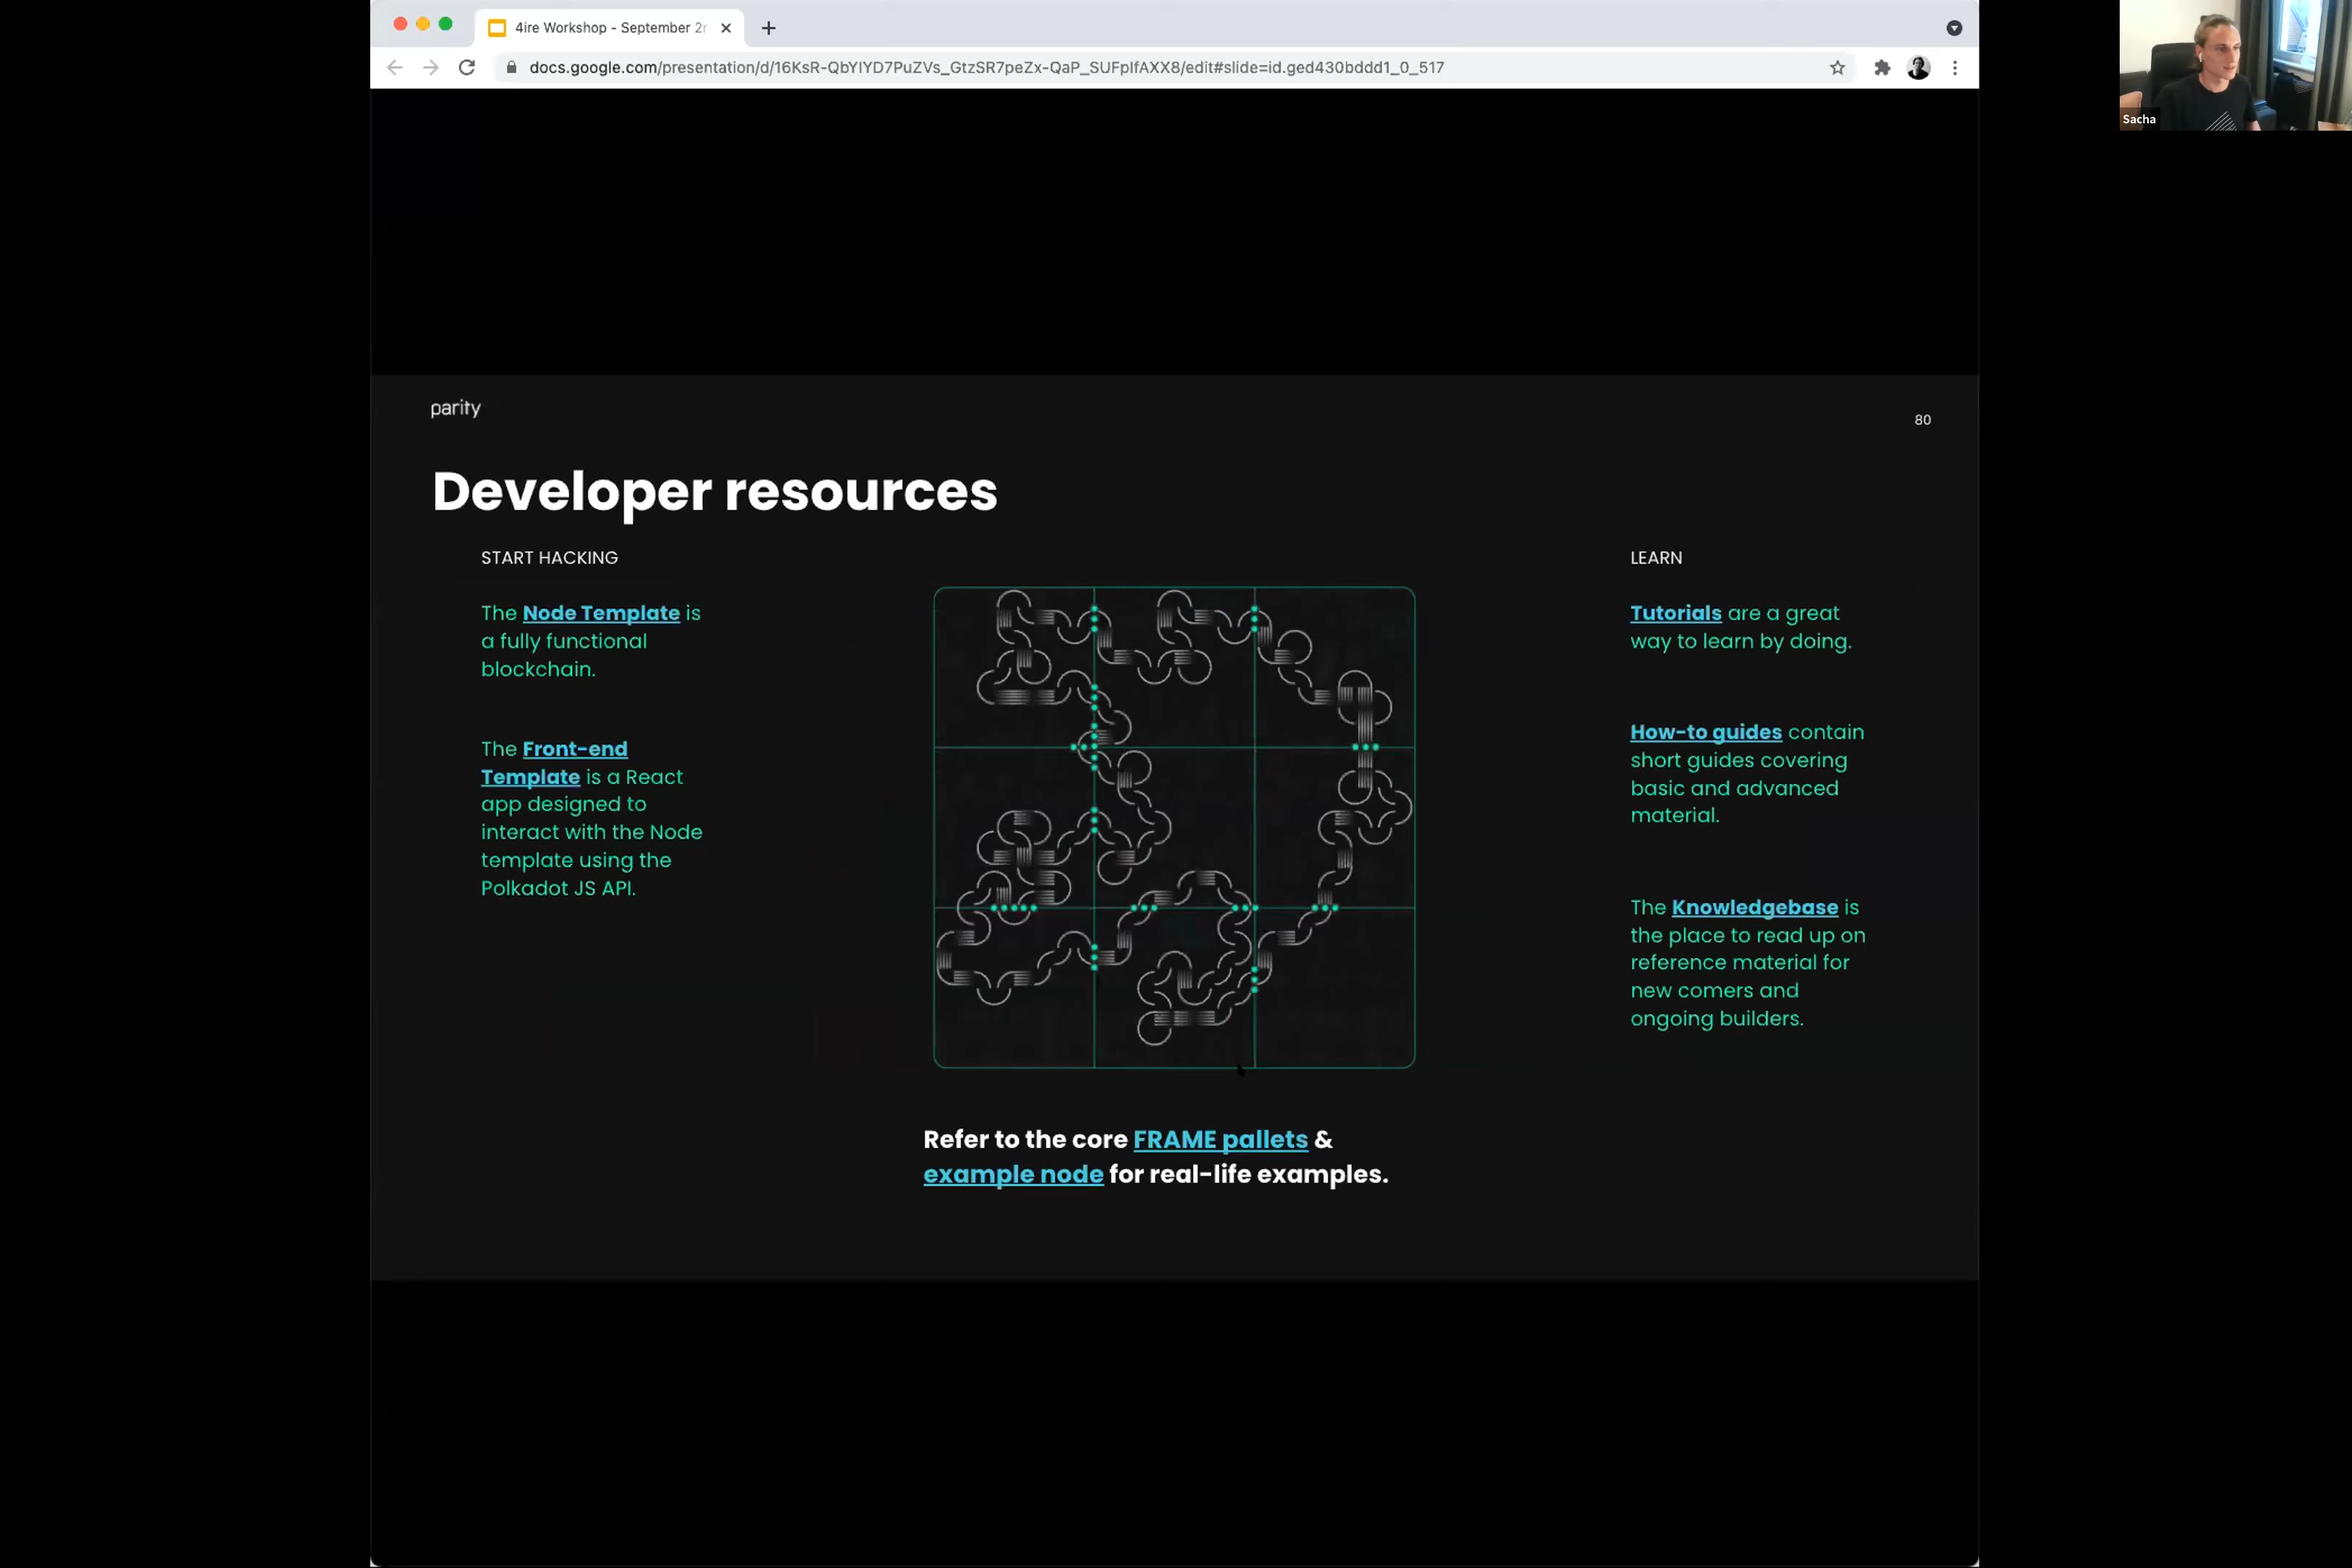 4ire Workshop - September 2r
docs.google.com/presentation/d/16KsR-QbYIYD7PuZVs_GtzSR7peZx-QaP_SUFpIfAXX8/edit#slide=id.ged430bddd1_0_517
Sacha
parity
80
Developer resources
START HACKING
The Node Template is
a fully functional
blockchain.
The Front-end
Template is a React
app designed to
interact with the Node
template using the
Polkadot JS API.
LEARN
Tutorials are a great
way to learn by doing.
How-to guides contain
short guides covering
basic and advanced
material.
The Knowledgebase is
the place to read up on
reference material for
new comers and
ongoing builders.
Refer to the core FRAME pallets &
example node for real-life examples.